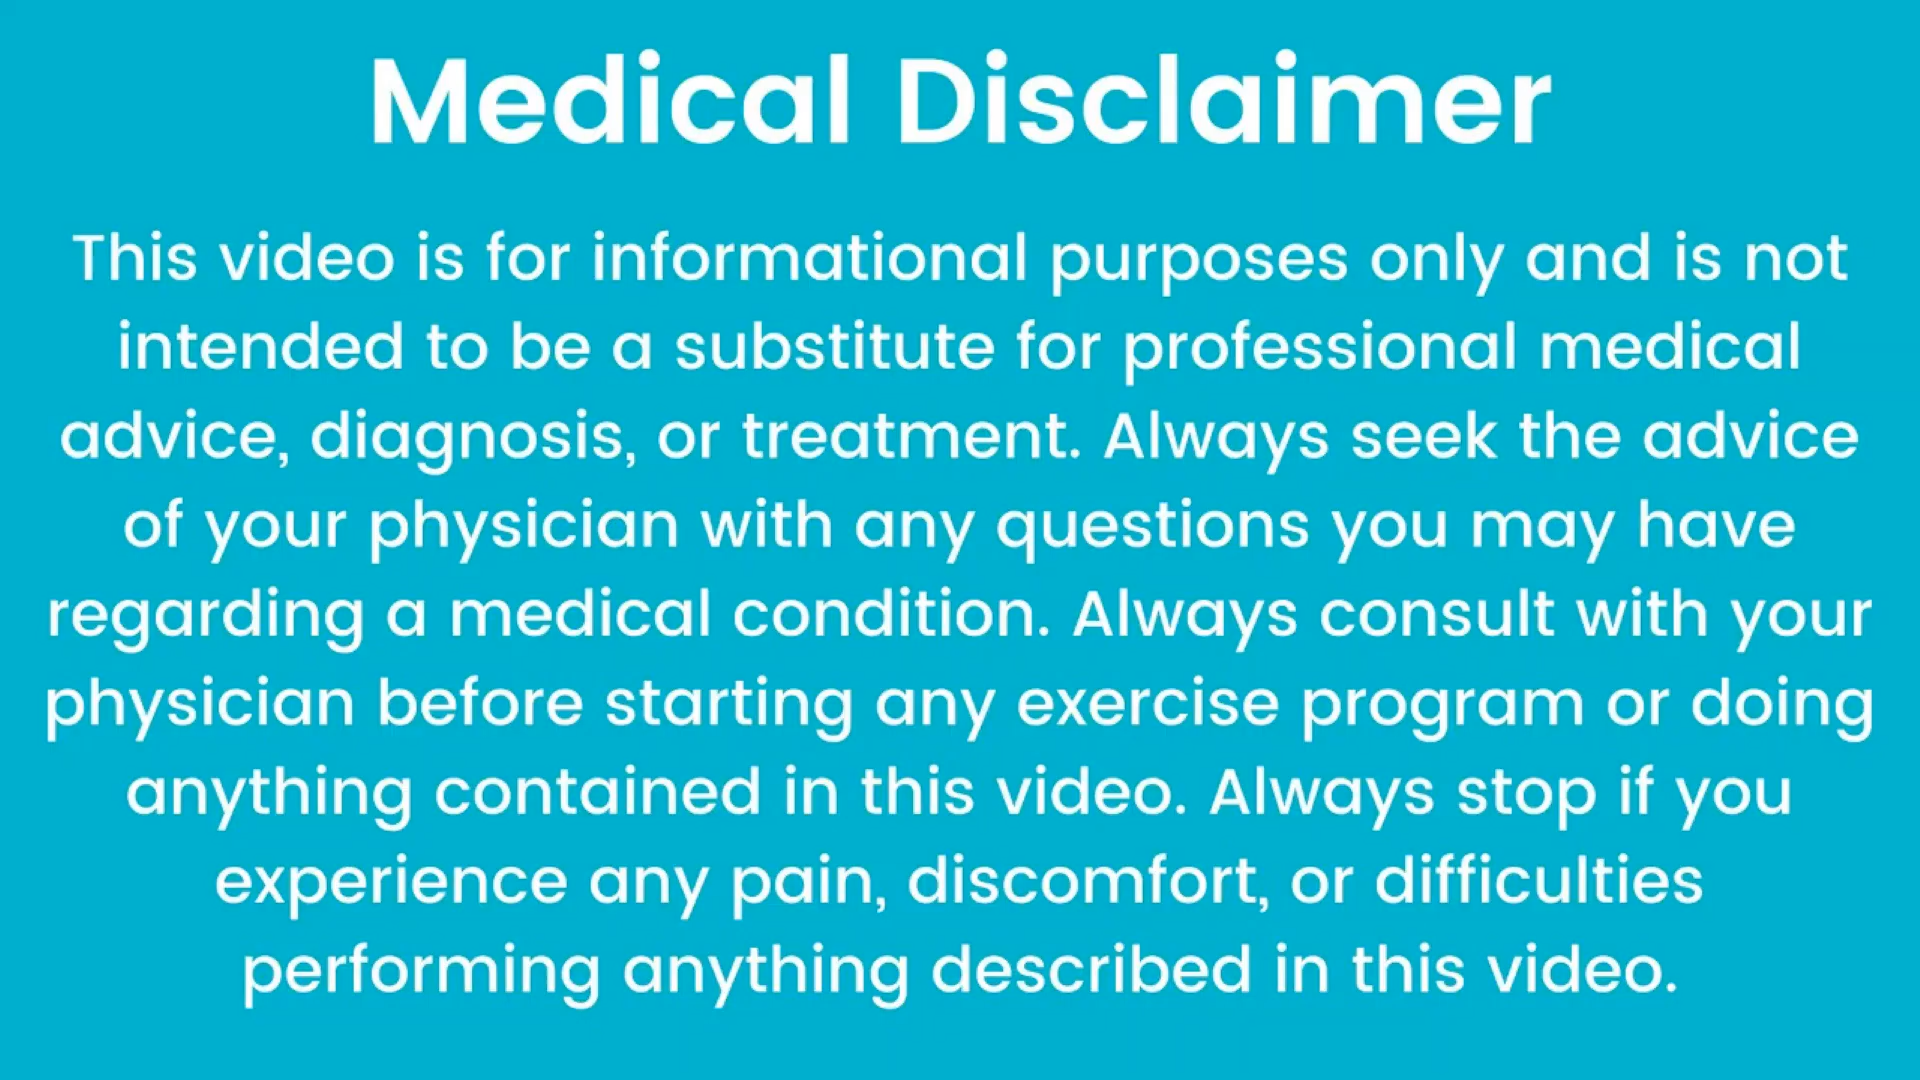 Medical Disclaimer
This video is for informational purposes only and is not
intended to be a substitute for professional medical
advice, diagnosis, or treatment. Always seek the advice
of your physician with any questions you may have
regarding a medical condition. Always consult with your
physician before starting any exercise program or doing
anything contained in this video. Always stop if you
experience any pain, discomfort, or difficulties
performing anything described in this video.